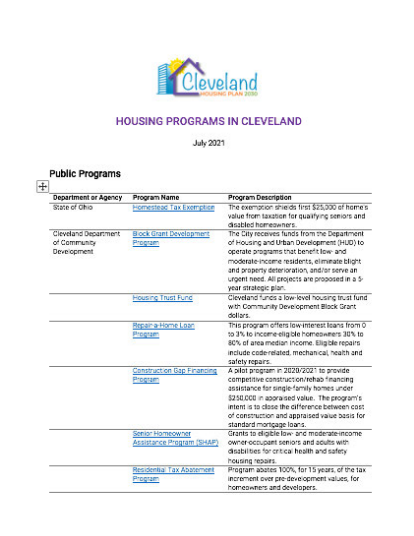 Cleveland
HOUSING PLAN 2030
HOUSING PROGRAMS IN CLEVELAND
July 2021
Public Programs
Department or Agency Program Name Program Description
State of Ohio Homestead Tax Exemption The exemption shields first $25,000 of home's
value from taxation for qualifying seniors and
disabled homeowners.
Cleveland Department Block Grant Development The City receives funds from the Department
of Community Program of Housing and Urban Development (HUD) to
Development operate programs that benefit low- and
moderate-income residents, eliminate blight
and property deterioration, and/or serve an
urgent need. All projects are proposed in a 5-
year strategic plan.
Housing Trust Fund Cleveland funds a low-level housing trust fund
with Community Development Block Grant
dollars.
Repair-a-Home Loan This program offers low-interest loans from 0
Program to 3% to income-eligible homeowners 30% to
80% of area median income. Eligible repairs
include code-related, mechanical, health and
safety repairs.
Construction Gap Financing A pilot program in 2020/2021 to provide
Program competitive construction/rehab financing
assistance for single-family homes under
$250,000 in appraised value. The program's
intent is to close the difference between cost
of construction and appraised value basis for
standard mortgage loans.
Senior Homeowner Grants to eligible low- and moderate-income
Assistance Program (SHAP) owner-occupant seniors and adults with
disabilities for critical health and safety
housing repairs.
Residential Tax Abatement Program abates 100%, for 15 years, of the tax
Program increment over pre-development values, for
homeowners and developers.